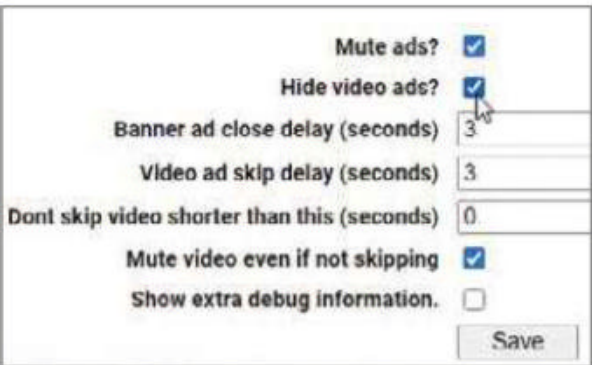 Mute ads?
Hide video ads?
Banner ad close delay (seconds) 3
Video ad skip delay (seconds) 3
Dont skip video shorter than this (seconds) 0
Mute video even if not skipping
Show extra debug information.
Save